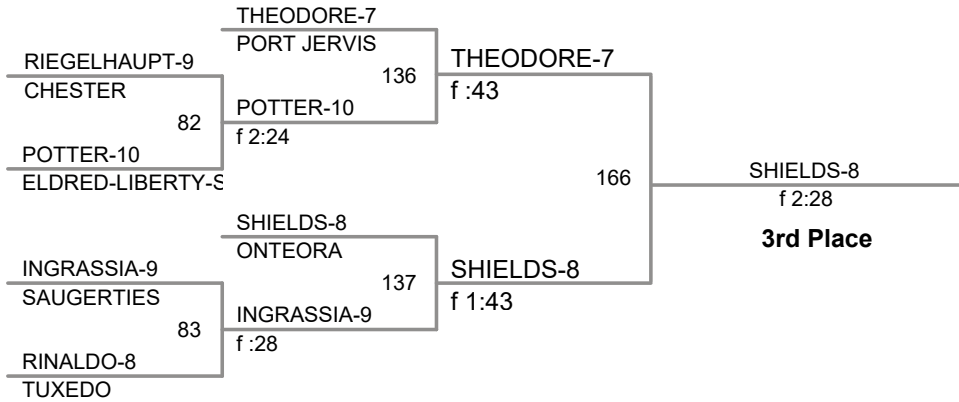 THEODORE-7
PORT JERVIS
RIEGELHAUPT-9
CHESTER
136
THEODORE-7
f :43
82
POTTER-10
f 2:24
POTTER-10
ELDRED-LIBERTY-S
166
SHIELDS-8
f 2:28
3rd Place
SHIELDS-8
ONTEORA
INGRASSIA-9
SAUGERTIES
137
SHIELDS-8
f 1:43
83
INGRASSIA-9
f :28
RINALDO-8
TUXEDO